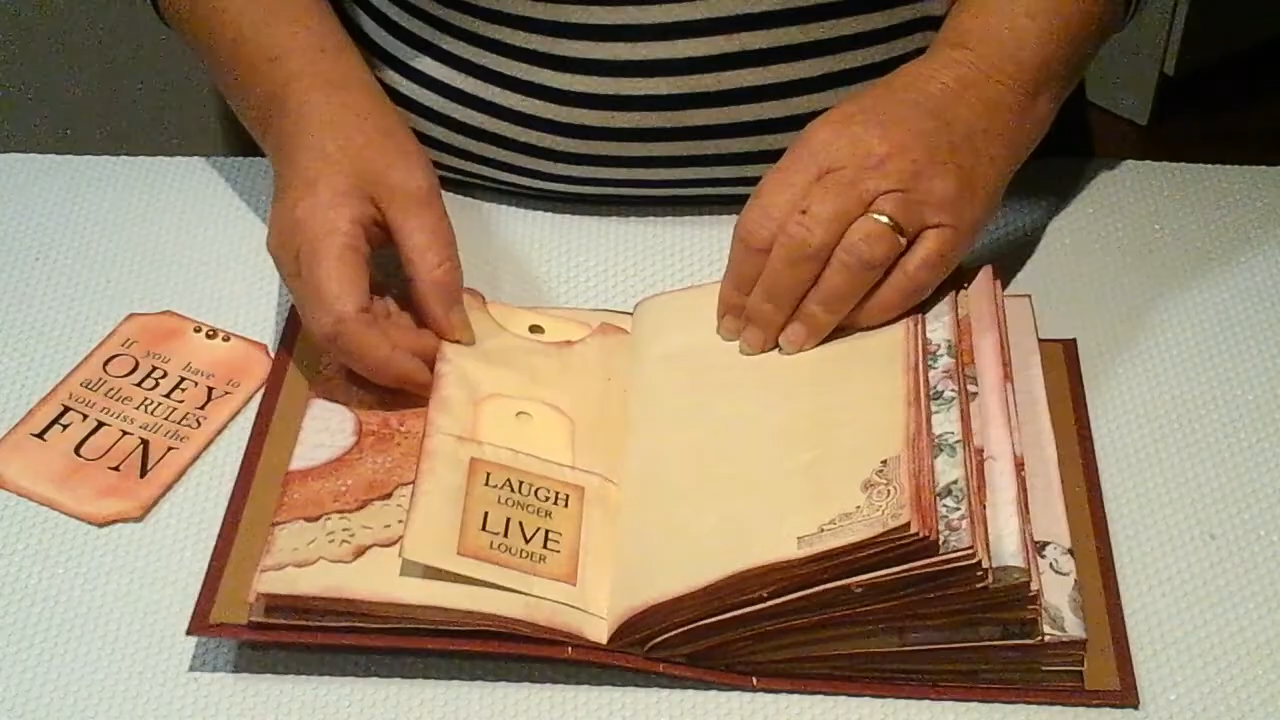 If you have to
OBEY
all the RULES
you miss all the
FUN
LAUGH
LONGER
LIVE
LOUDER